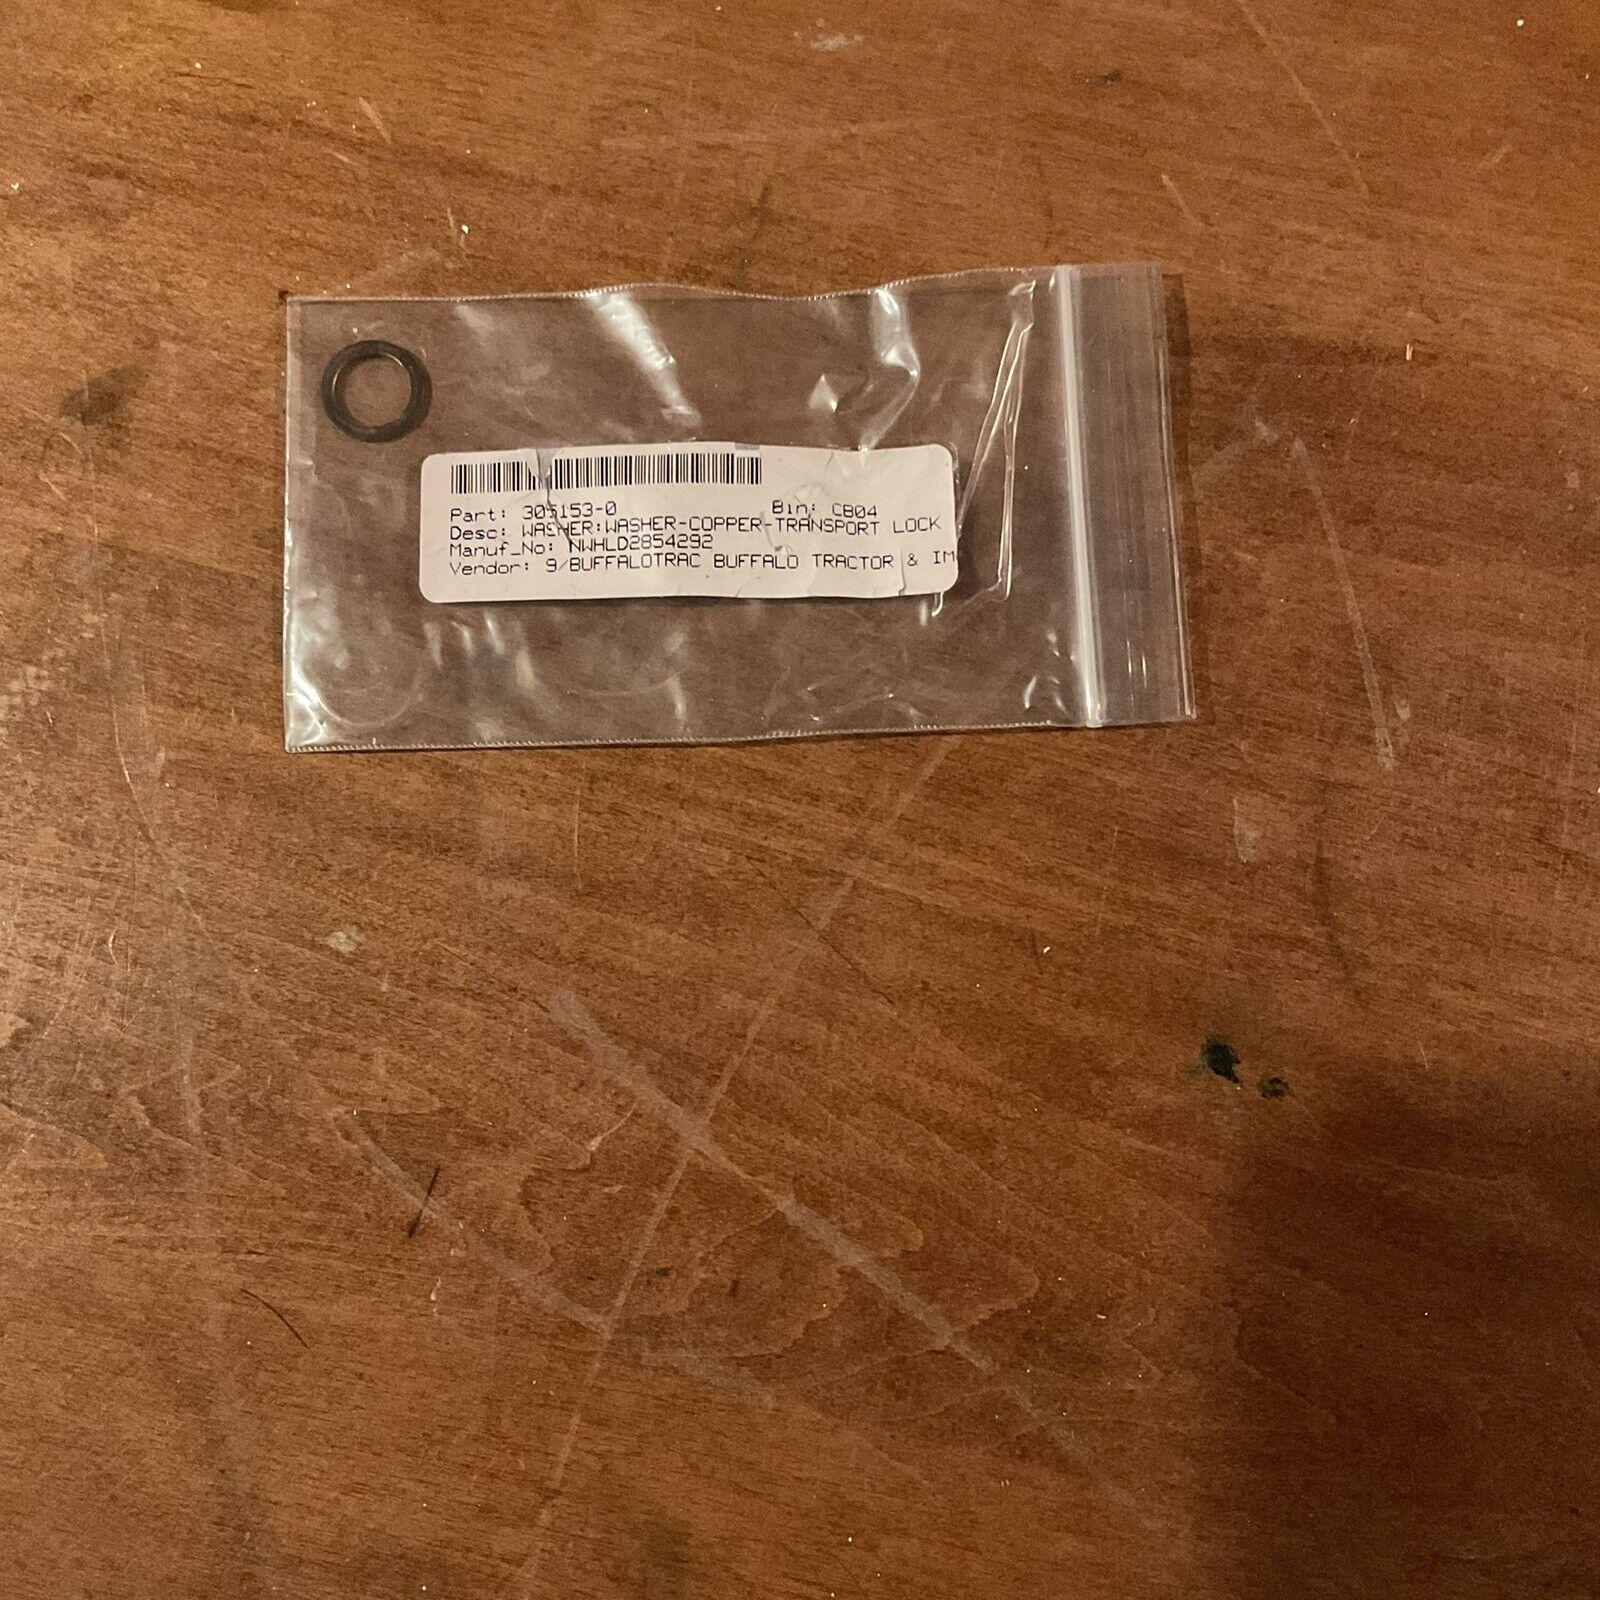 Part: 305153-0 Bin: CB04
Desc: WASHER:WASHER-COPPER-TRANSPORT LOCK
Manuf_No: NWHLD2854292
Vendor: 9/BUFFALOTRAC BUFFALO TRACTOR & IM